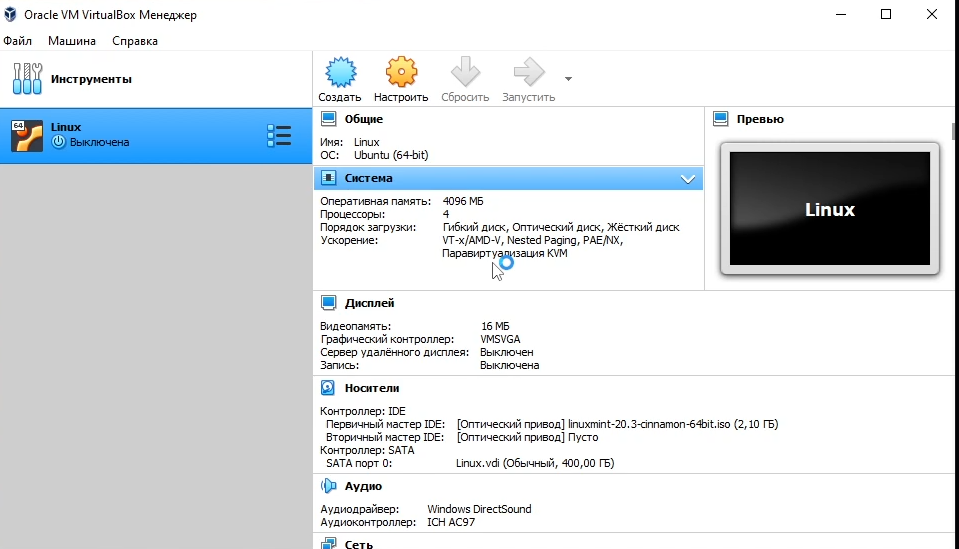 Oracle VM VirtualBox Менеджер
Файл Машина Справка
Инструменты
Создать Настроить Сбросить Запустить
64
Linux
Выключена
Общие
Имя: Linux
ОС: Ubuntu (64-bit)
Превью
Linux
Система
Оперативная память: 4096 МБ
Процессоры: 4
Порядок загрузки: Гибкий диск, Оптический диск, Жёсткий диск
Ускорение: VT-x/AMD-V, Nested Paging, PAE/NX,
Паравиртуализация KVM
Дисплей
Видеопамять: 16 МБ
Графический контроллер: VMSVGA
Сервер удалённого дисплея: Выключен
Запись: Выключена
Носители
Контроллер: IDE
Первичный мастер IDE: [Оптический привод] linuxmint-20.3-cinnamon-64bit.iso (2,10 ГБ)
Вторичный мастер IDE: [Оптический привод] Пусто
Контроллер: SATA
SATA порт 0: Linux.vdi (Обычный, 400,00 ГБ)
Аудио
Аудиодрайвер: Windows DirectSound
Аудиоконтроллер: ICH AC97
Сеть